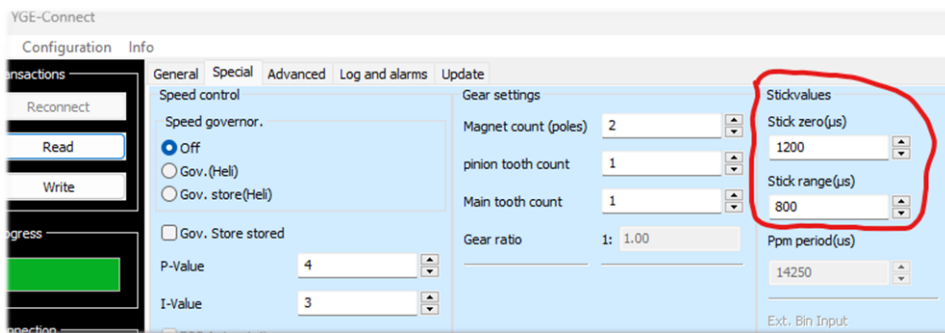 YGE-Connect
Configuration Info
Reconnect
Read
Write
General Special Advanced Log and alarms Update
Speed control
Speed governor.
Off
Gov.(Heli)
Gov. store(Heli)
Gov. Store stored
P-Value 4
I-Value 3
Gear settings
Magnet count (poles) 2
pinion tooth count 1
Main tooth count 1
Gear ratio 1: 1.00
Stickvalues
Stick zero(µs)
1200
Stick range(µs)
800
Ppm period(us)
14250
Ext. Bin Input